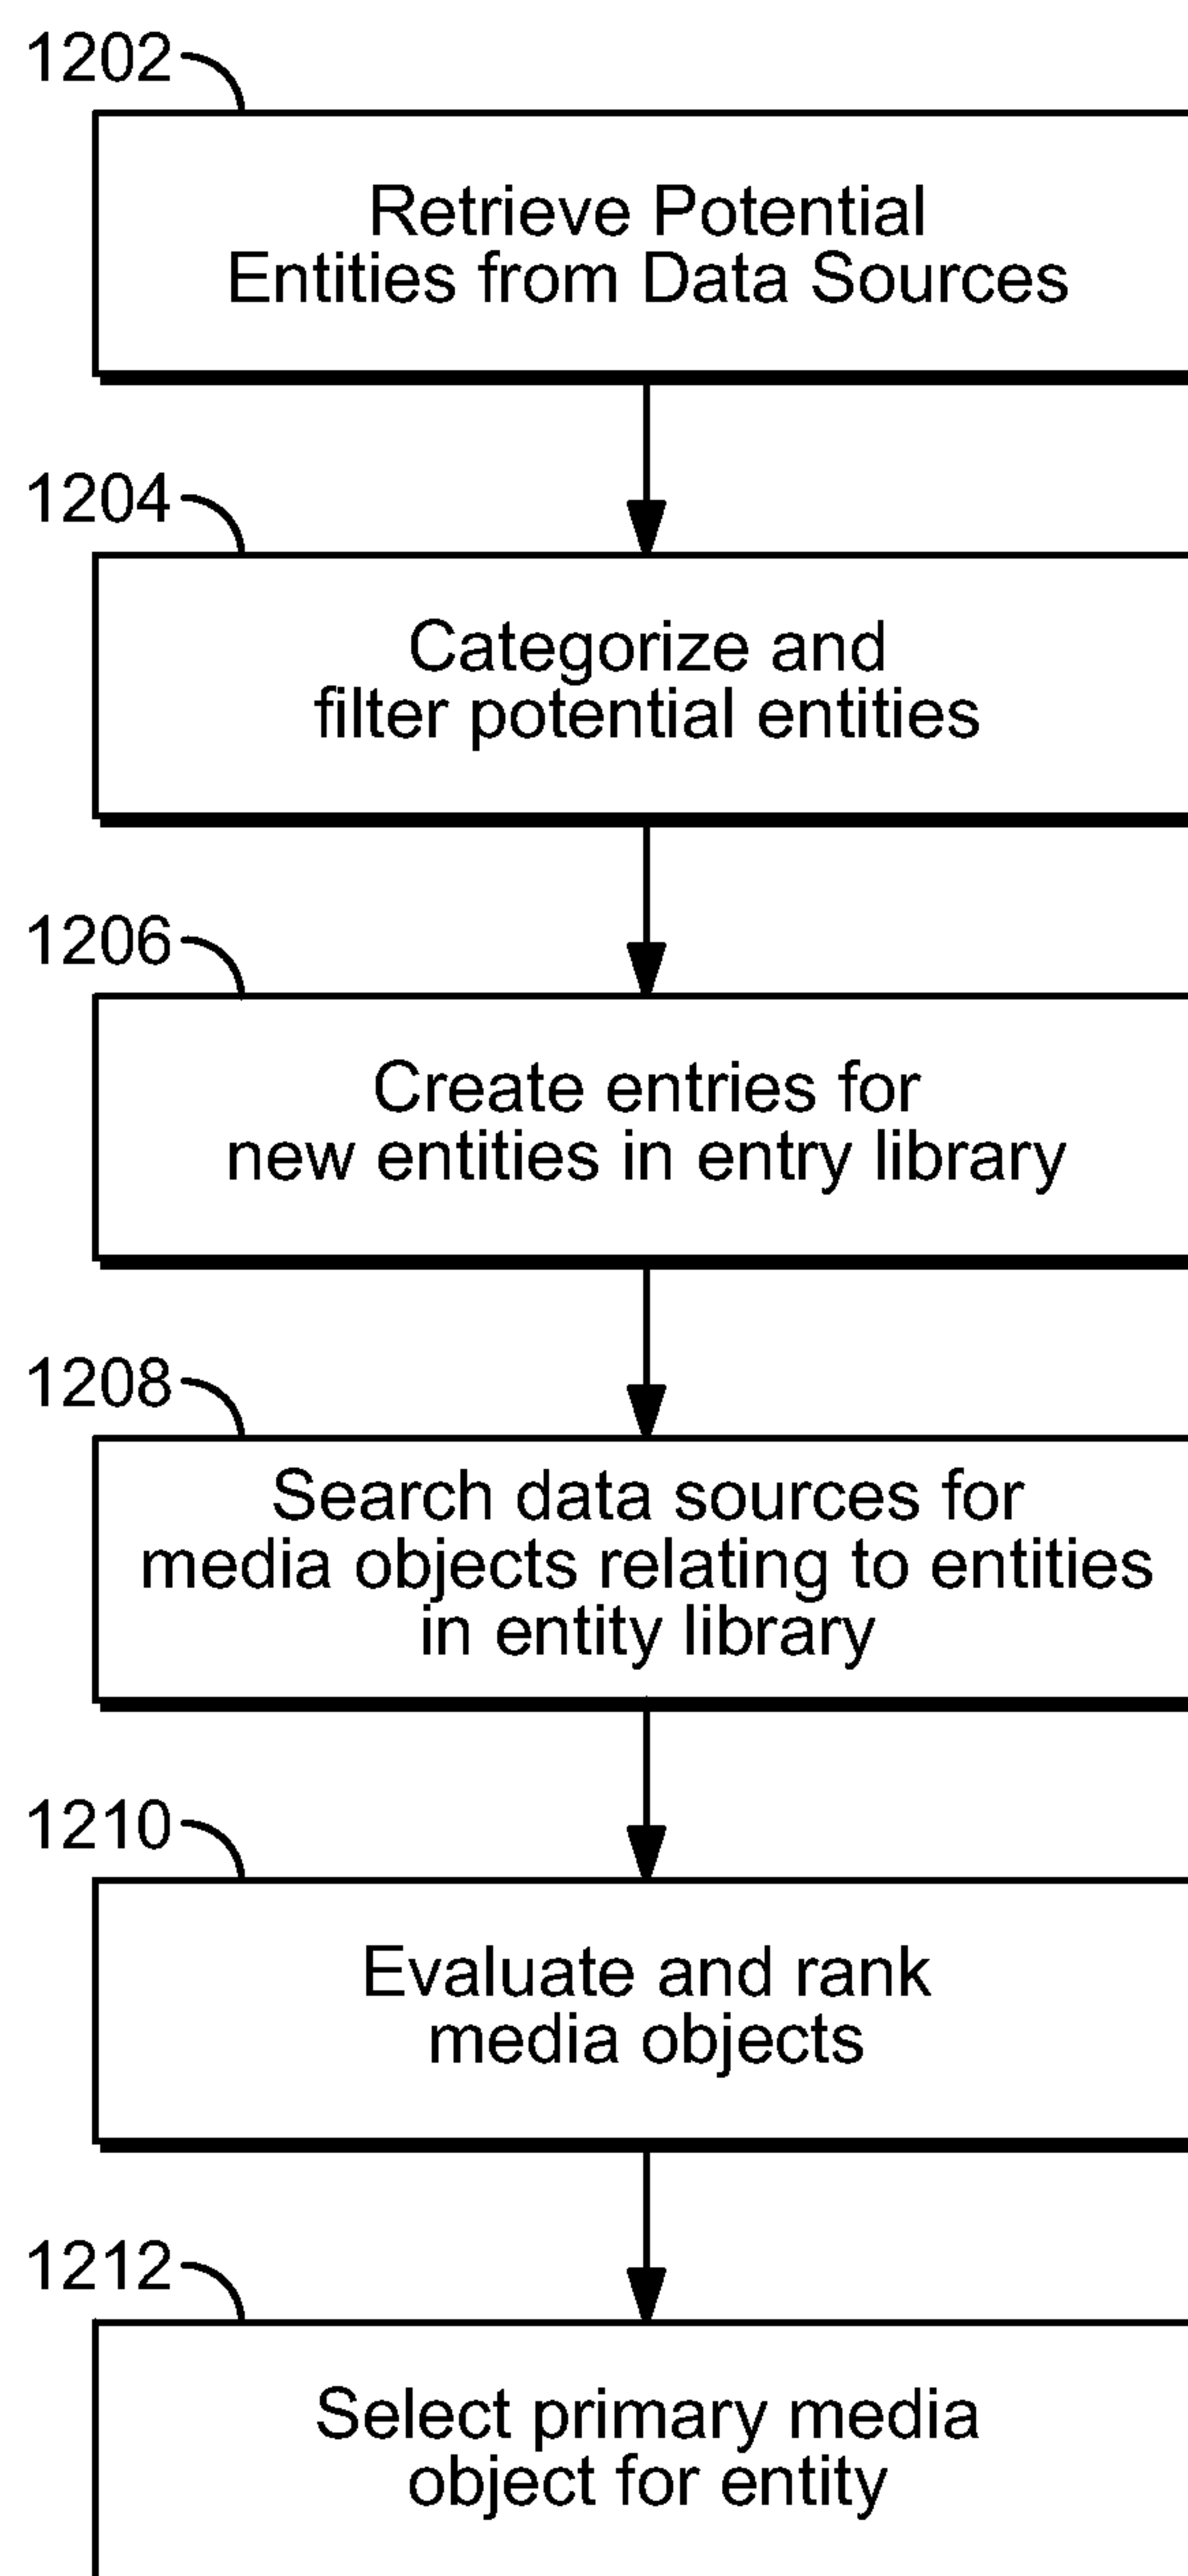 1202
Retrieve Potential
Entities from Data Sources
1204
Categorize and
filter potential entities
1206
Create entries for
new entities in entry library
1208
Search data sources for
media objects relating to entities
in entity library
1210
Evaluate and rank
media objects
1212
Select primary media
object for entity